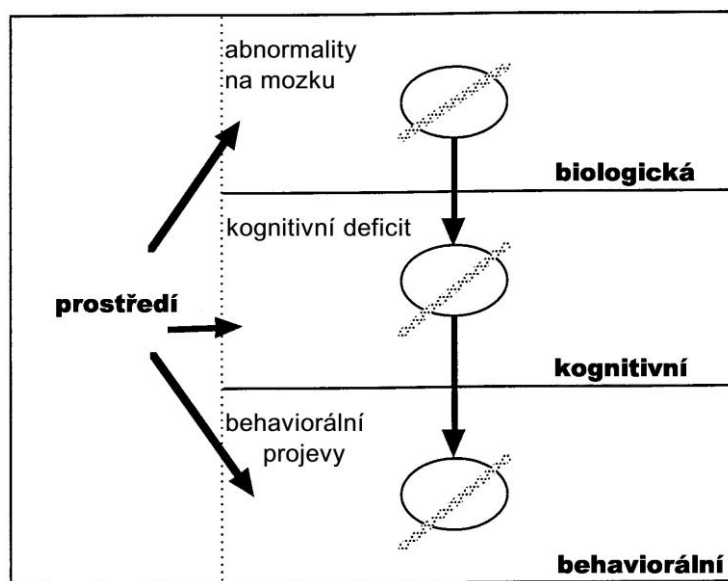 abnormality
na mozku
biologická
kognitivní deficit
prostředí
kognitivní
behaviorální
projevy
behaviorální